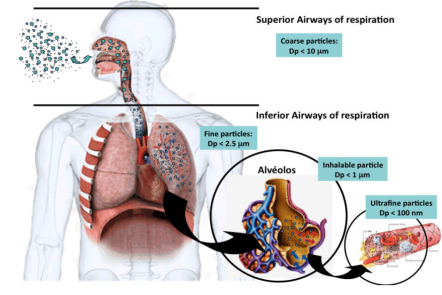 Superior Airways of respiration
Coarse particles:
Dp < 10 µm
Inferior Airways of respiration
Fine particles:
Dp < 2.5 µm
Alvéolos
Inhalable particle
Dp < 1 µm
Ultrafine particles
Dp < 100 nm